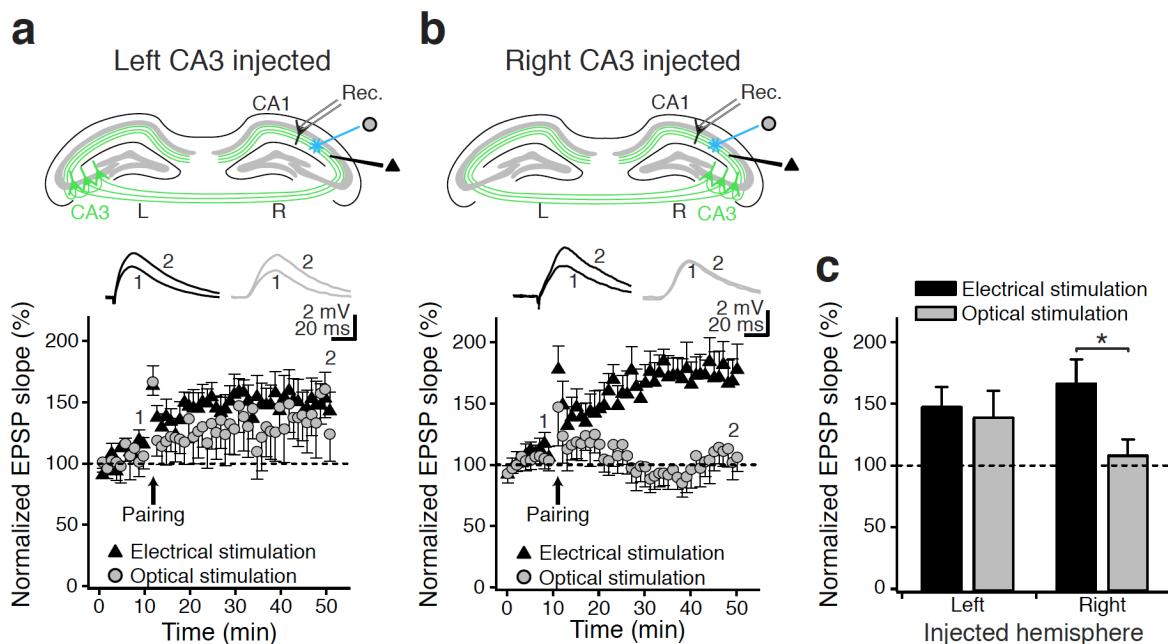 a
Left CA3 injected
CA1
Rec.
CA3
L
R
1
2
2
1
2 mV
20 ms
Normalized EPSP slope (%)
200
150
100
50
0
1
2
Pairing
Electrical stimulation
Optical stimulation
0 10 20 30 40 50
Time (min)
b
Right CA3 injected
CA1
Rec.
L
R
CA3
2
1
1
2
2 mV
20 ms
Normalized EPSP slope (%)
200
150
100
50
0
1
2
Pairing
Electrical stimulation
Optical stimulation
0 10 20 30 40 50
Time (min)
c
Electrical stimulation
Optical stimulation
*
Normalized EPSP slope (%)
200
150
100
50
0
Left Right
Injected hemisphere